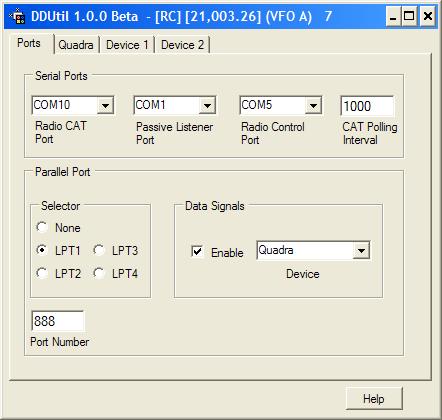 DDUtil 1.0.0 Beta - [RC] [21,003.26] (VFO A) 7
Ports Quadra Device 1 Device 2
Serial Ports
COM10 COM1 COM5 1000
Radio CAT Port
Passive Listener Port
Radio Control Port
CAT Polling Interval
Parallel Port
Selector
None
LPT1 LPT3
LPT2 LPT4
Data Signals
Enable Quadra
Device
888
Port Number
Help